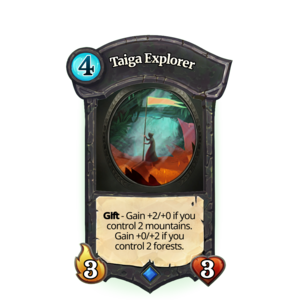 4
Taiga Explorer
Gift - Gain +2/+0 if you
control 2 mountains.
Gain +0/+2 if you
control 2 forests.
3
3